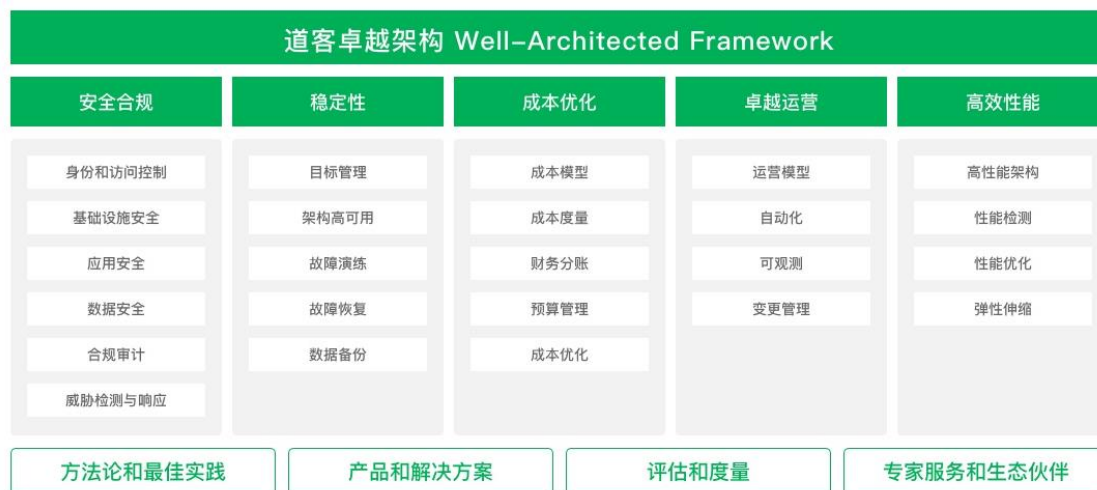 道客卓越架构 Well-Architected Framework
安全合规
稳定性
成本优化
卓越运营
高效性能
身份和访问控制
目标管理
成本模型
运营模型
高性能架构
基础设施安全
架构高可用
成本度量
自动化
性能检测
应用安全
故障演练
财务分账
可观测
性能优化
数据安全
故障恢复
预算管理
变更管理
弹性伸缩
合规审计
数据备份
成本优化
威胁检测与响应
方法论和最佳实践
产品和解决方案
评估和度量
专家服务和生态伙伴